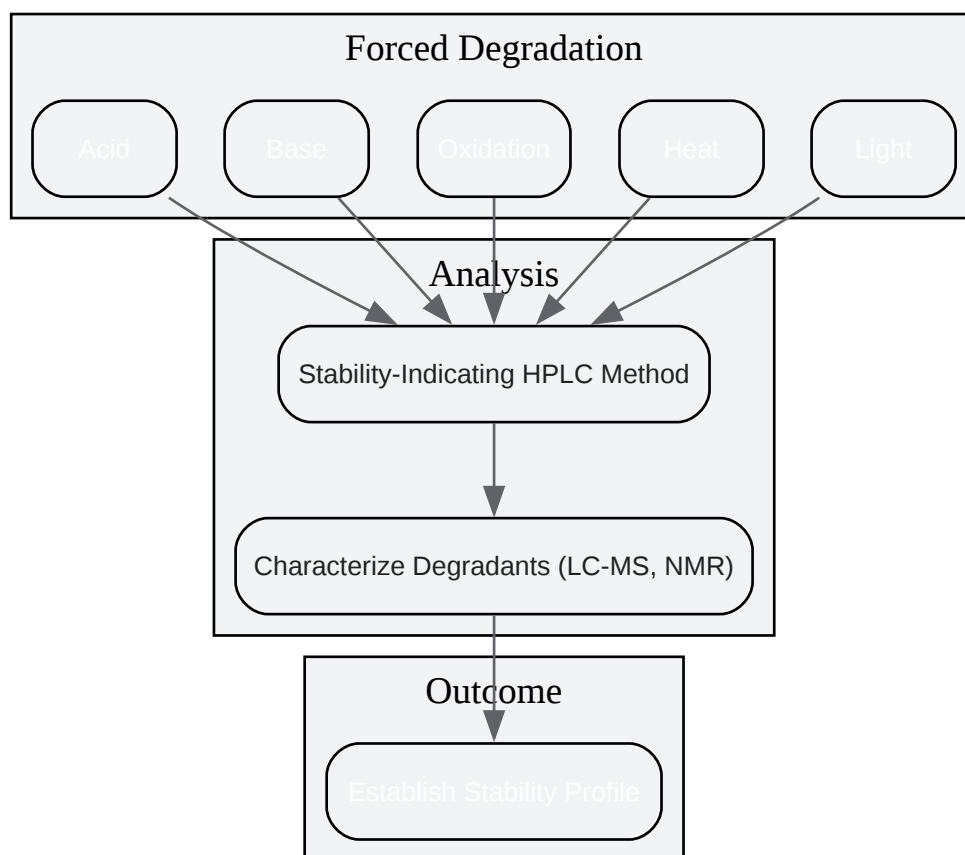 Forced Degradation
Acid
Base
Oxidation
Heat
Light
Analysis
Stability-Indicating HPLC Method
Characterize Degradants (LC-MS, NMR)
Outcome
Establish Stability Profile